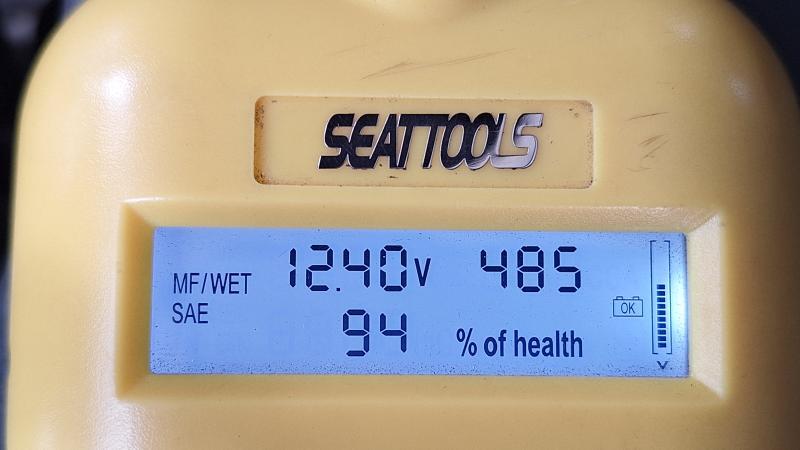 SEATTOOLS
MF/WET 12.40V 485
SAE
OK
94 % of health
V